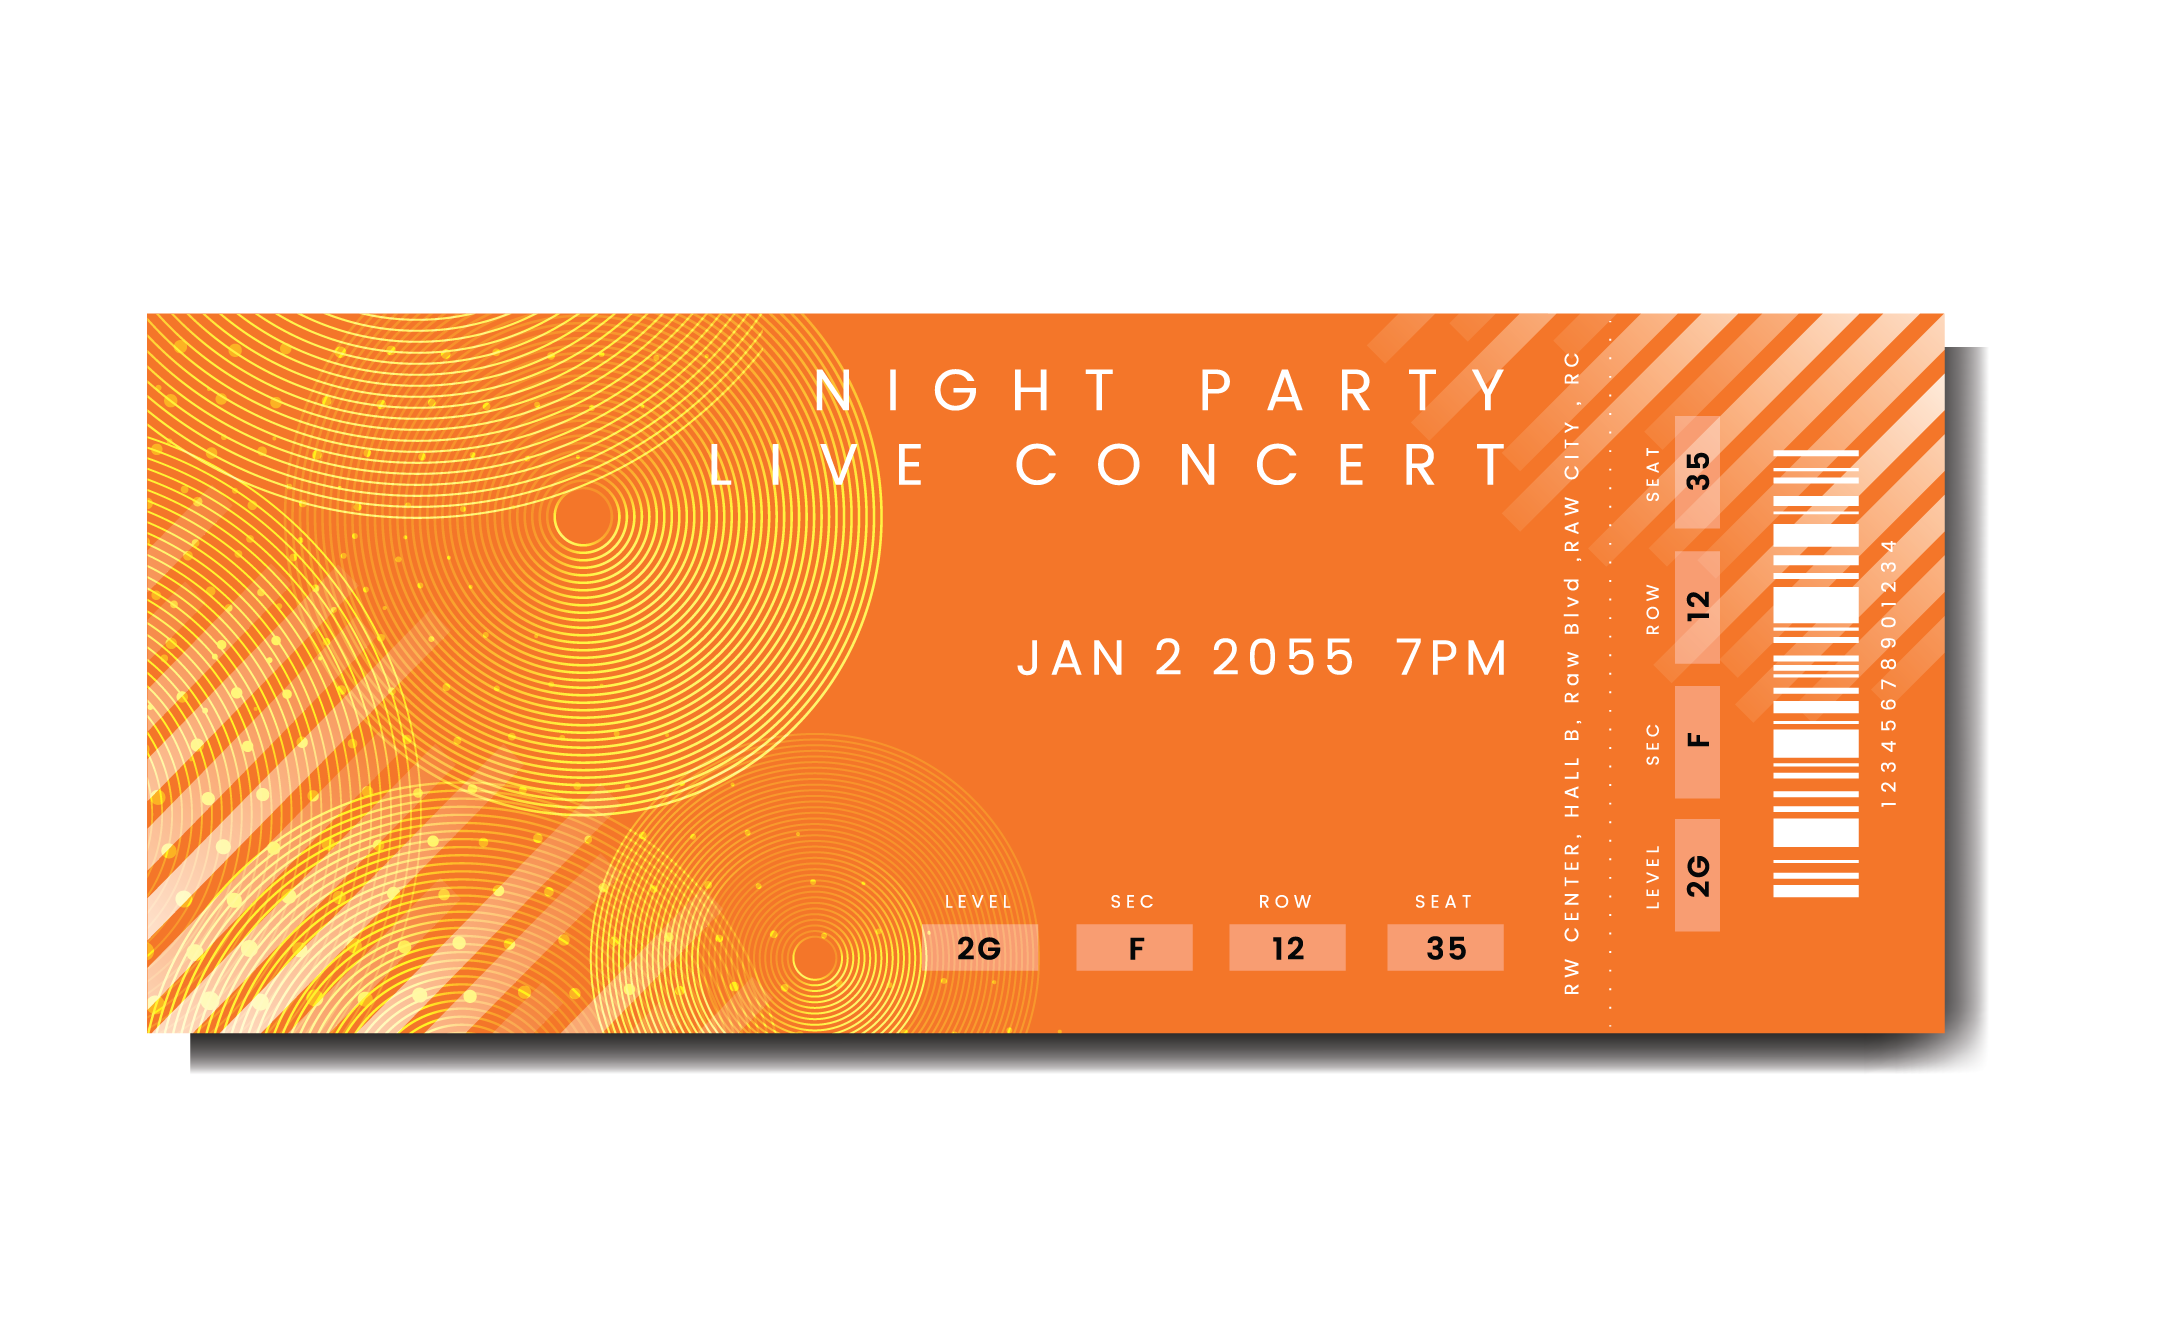 NIGHT PARTY
LIVE CONCERT
JAN 2 2055 7PM
LEVEL SEC ROW SEAT
2G F 12 35
RW CENTER, HALL B, Raw Blvd ,RAW CITY ,RC
LEVEL SEC ROW SEAT
2G F 12 35
12345678901234